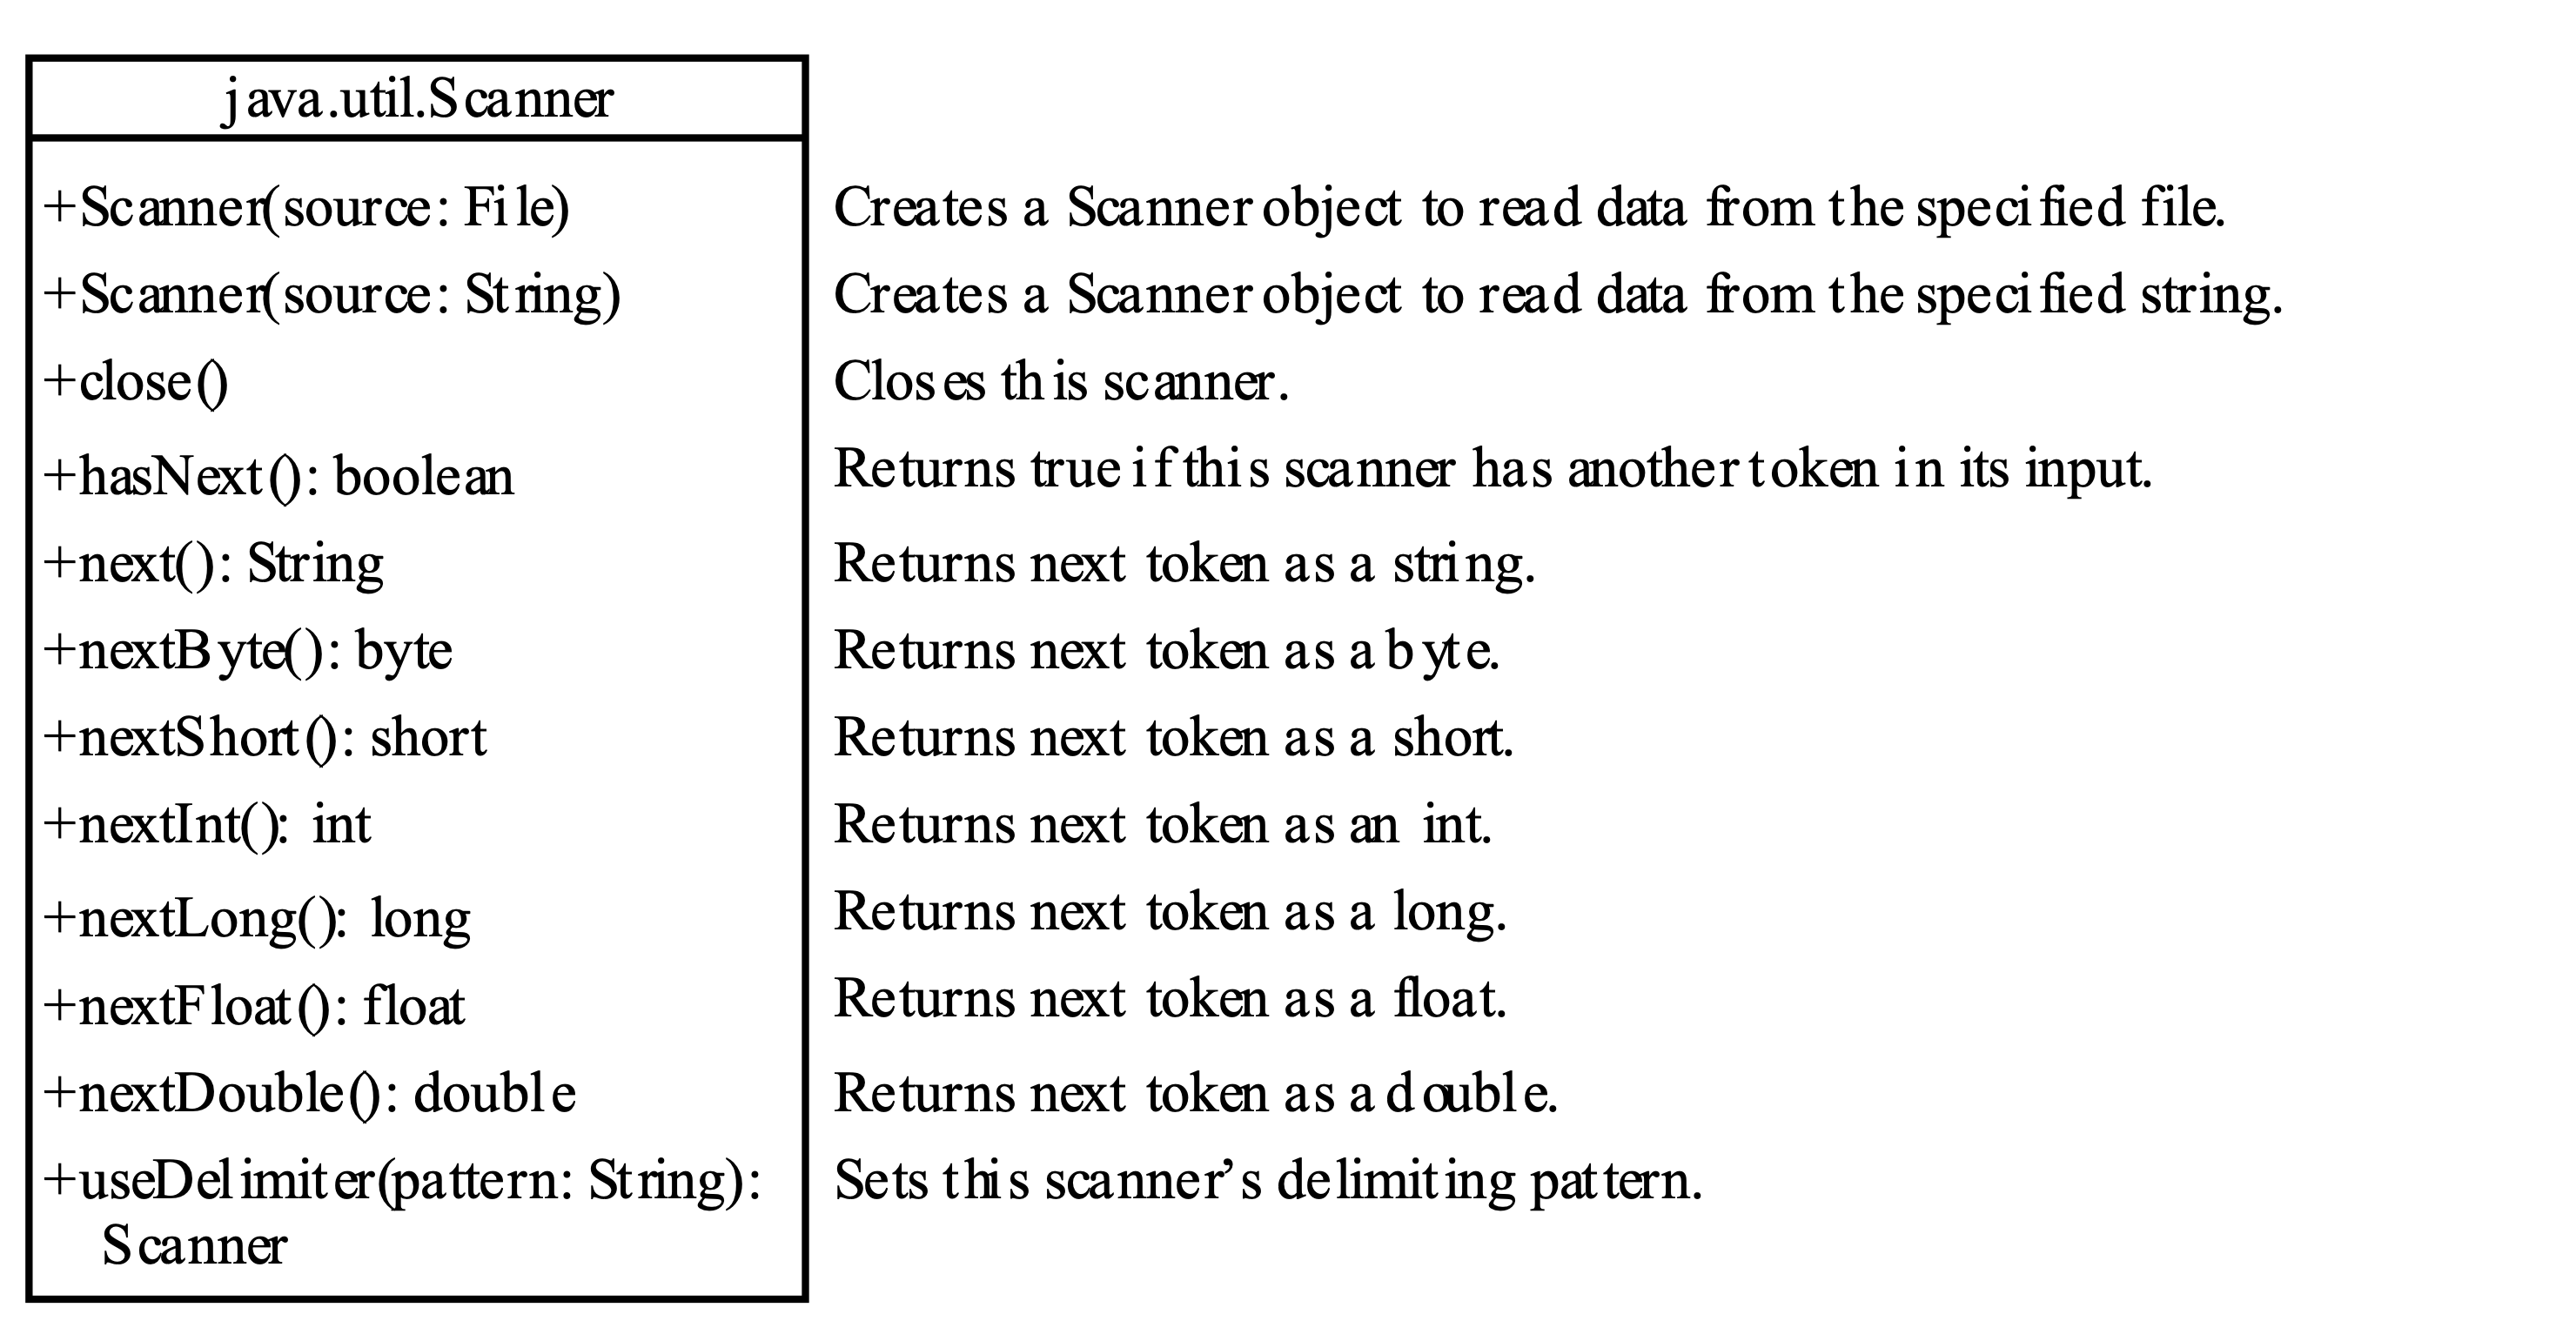 java.util.Scanner
+Scanner(source: File) Creates a Scanner object to read data from the specified file.
+Scanner(source: String) Creates a Scanner object to read data from the specified string.
+close() Closes this scanner.
+hasNext(): boolean Returns true if this scanner has another token in its input.
+next(): String Returns next token as a string.
+nextByte(): byte Returns next token as a byte.
+nextShort(): short Returns next token as a short.
+nextInt(): int Returns next token as an int.
+nextLong(): long Returns next token as a long.
+nextFloat(): float Returns next token as a float.
+nextDouble(): double Returns next token as a double.
+useDelimiter(pattern: String): Sets this scanner’s delimiting pattern.
Scanner